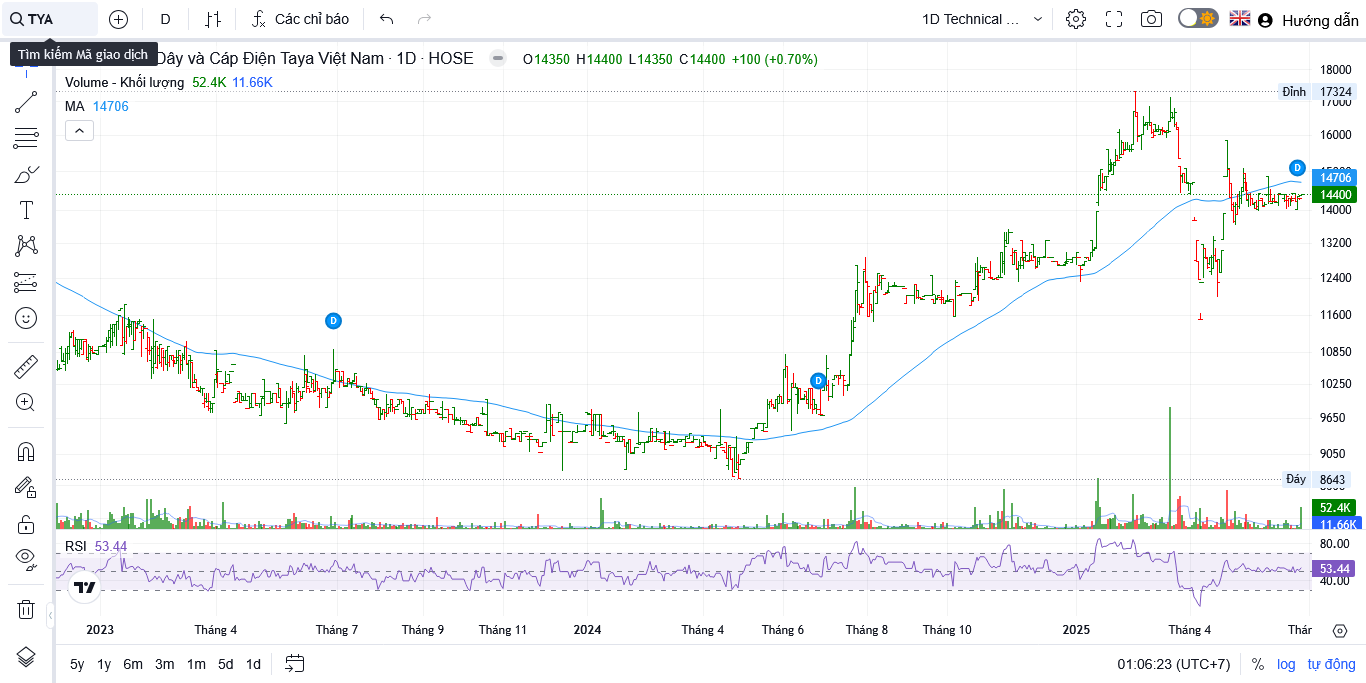 TYA D Các chỉ báo 1D Technical ... Hướng dẫn
Tìm kiếm Mã giao dịch
Dây và Cáp Điện Taya Việt Nam · 1D · HOSE O14350 H14400 L14350 C14400 +100 (+0.70%)
Volume - Khối lượng 52.4K 11.66K
MA 14706
18000
Đỉnh 17324
17000
16000
D
14706
14400
14000
13200
12400
D
11600
10850
D
10250
9650
9050
Đáy 8643
52.4K
11.66K
RSI 53.44
80.00
53.44
40.00
2023 Tháng 4 Tháng 7 Tháng 9 Tháng 11 2024 Tháng 4 Tháng 6 Tháng 8 Tháng 10 2025 Tháng 4 Thár
5y 1y 6m 3m 1m 5d 1d 01:06:23 (UTC+7) % log tự động